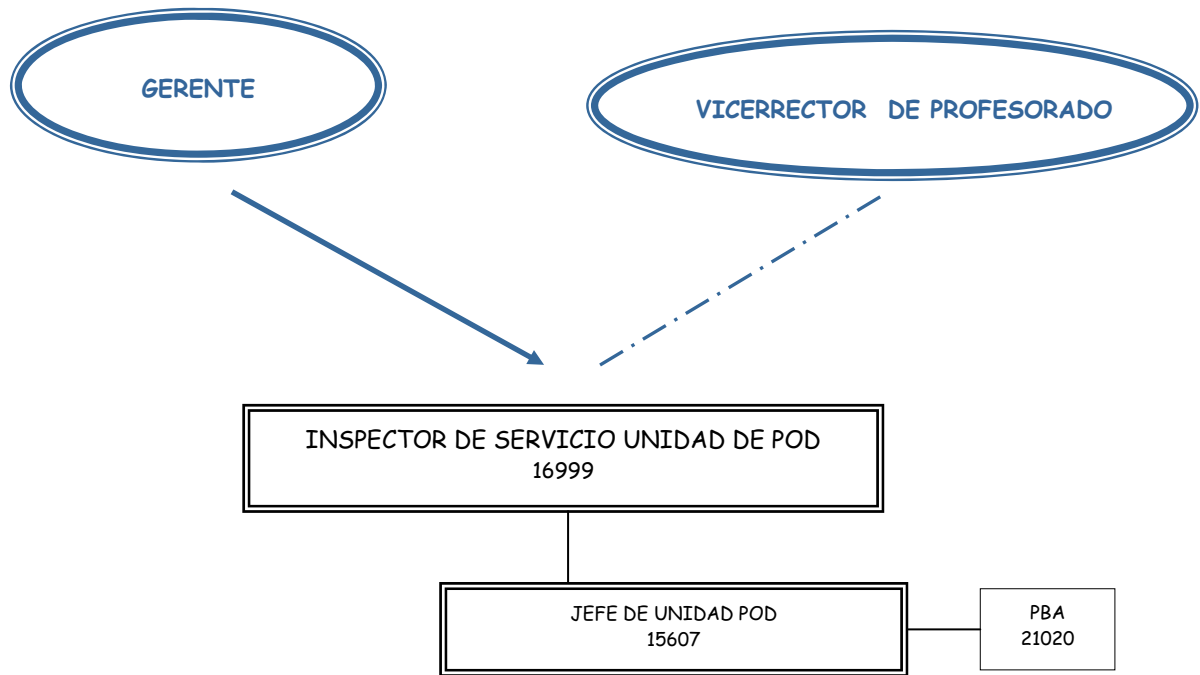 GERENTE
VICERRECTOR DE PROFESORADO
INSPECTOR DE SERVICIO UNIDAD DE POD
16999
JEFE DE UNIDAD POD
15607
PBA
21020